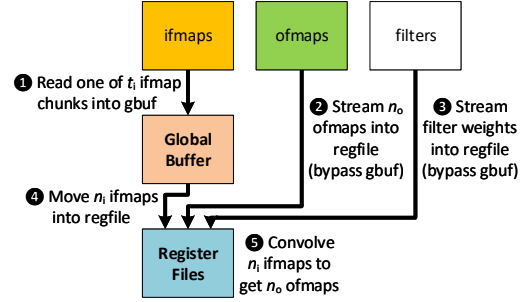 ifmaps
ofmaps
filters
❶ Read one of tᵢ ifmap
chunks into gbuf
❷ Stream nₒ
ofmaps into
regfile
(bypass gbuf)
❸ Stream
filter weights
into regfile
(bypass gbuf)
Global
Buffer
❹ Move nᵢ ifmaps
into regfile
Register
Files
❺ Convolve
nᵢ ifmaps to
get nₒ ofmaps